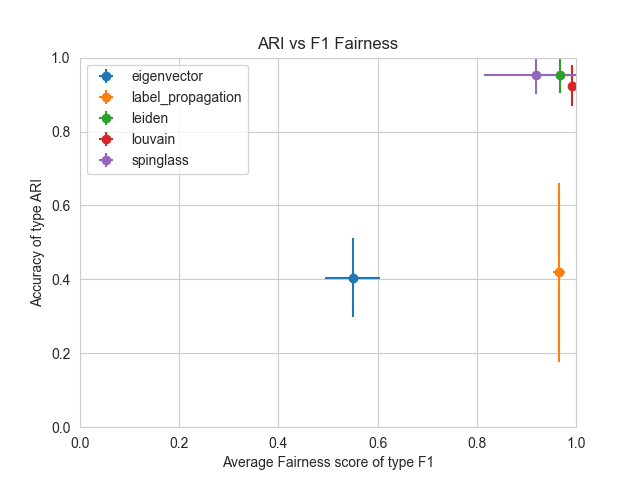 ARI vs F1 Fairness
eigenvector
label_propagation
leiden
louvain
spinglass
Accuracy of type ARI
1.0
0.8
0.6
0.4
0.2
0.0
0.0 0.2 0.4 0.6 0.8 1.0
Average Fairness score of type F1